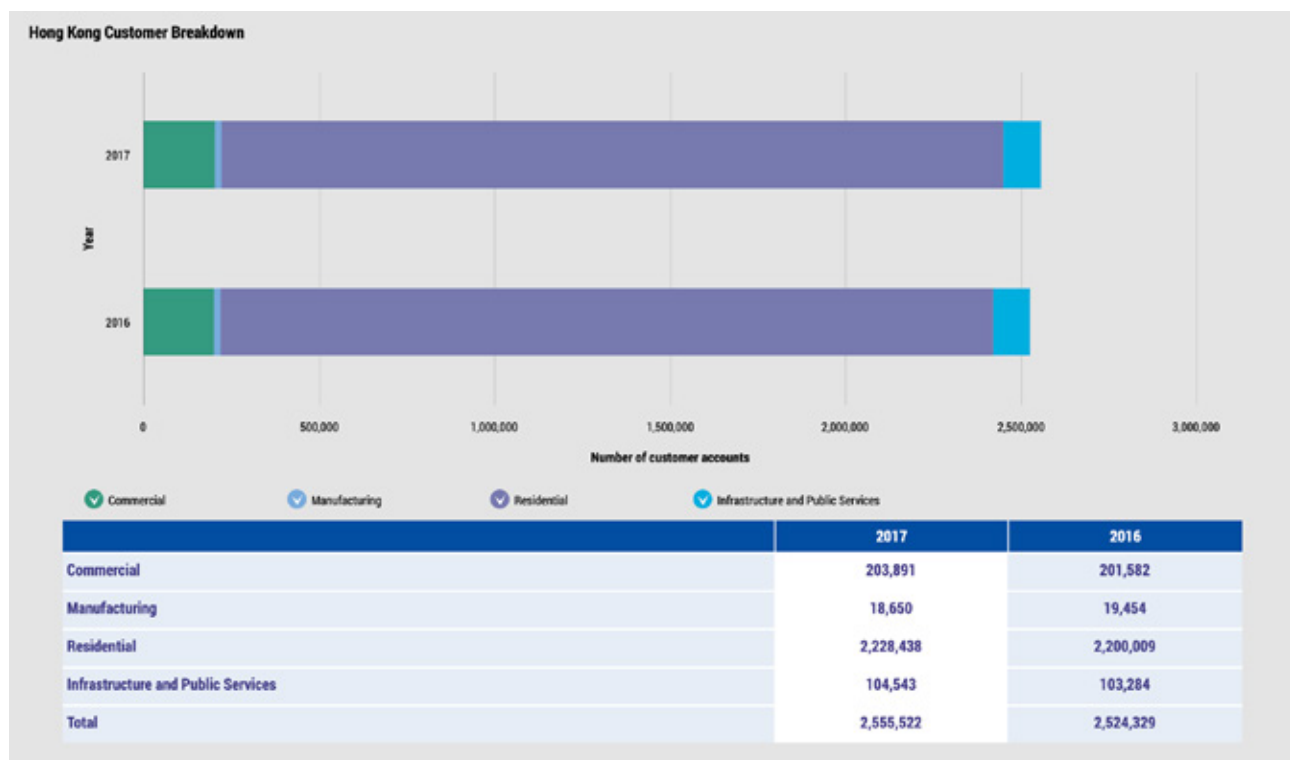 Hong Kong Customer Breakdown
2017
Year
2016
0 500,000 1,000,000 1,500,000 2,000,000 2,500,000 3,000,000
Number of customer accounts
Commercial Manufacturing Residential Infrastructure and Public Services
2017 2016
Commercial 203,891 201,582
Manufacturing 18,650 19,454
Residential 2,228,438 2,200,009
Infrastructure and Public Services 104,543 103,284
Total 2,555,522 2,524,329